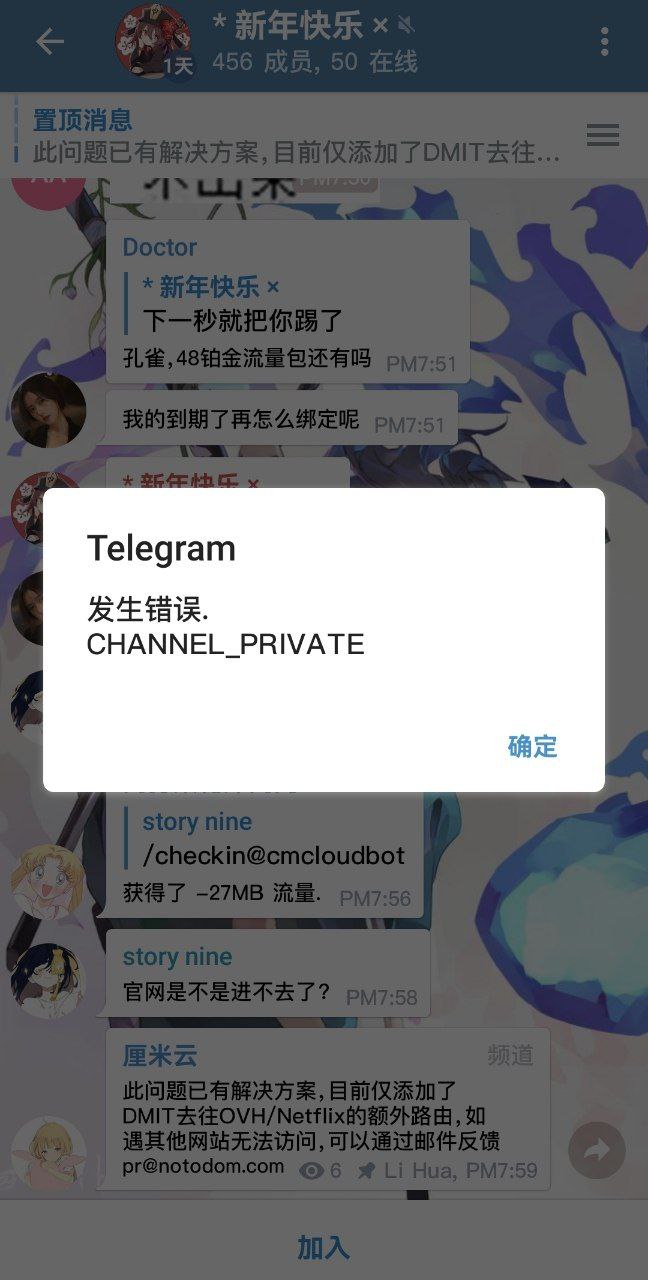 * 新年快乐 ×
1天
456 成员, 50 在线
置顶消息
此问题已有解决方案,目前仅添加了DMIT去往...
PM7:50
Doctor
* 新年快乐 ×
下一秒就把你踢了
孔雀,48铂金流量包还有吗 PM7:51
我的到期了再怎么绑定呢 PM7:51
* 新年快乐 ×
Telegram
发生错误.
CHANNEL_PRIVATE
确定
story nine
/checkin@cmcloudbot
获得了 -27MB 流量. PM7:56
story nine
官网是不是进不去了? PM7:58
厘米云 频道
此问题已有解决方案,目前仅添加了
DMIT去往OVH/Netflix的额外路由,如
遇其他网站无法访问,可以通过邮件反馈
pr@notodom.com 6 Li Hua, PM7:59
加入